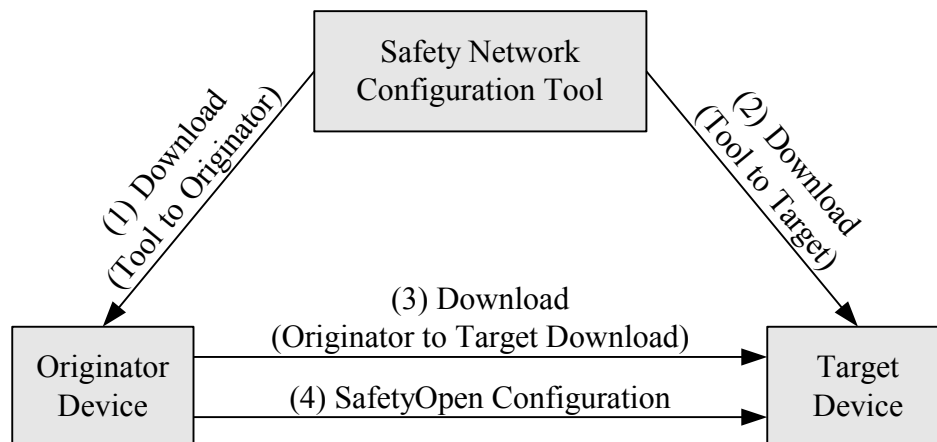 Safety Network
Configuration Tool
(1) Download
(Tool to Originator)
(2) Download
(Tool to Target)
(3) Download
(Originator to Target Download)
Originator
Device
(4) SafetyOpen Configuration
Target
Device